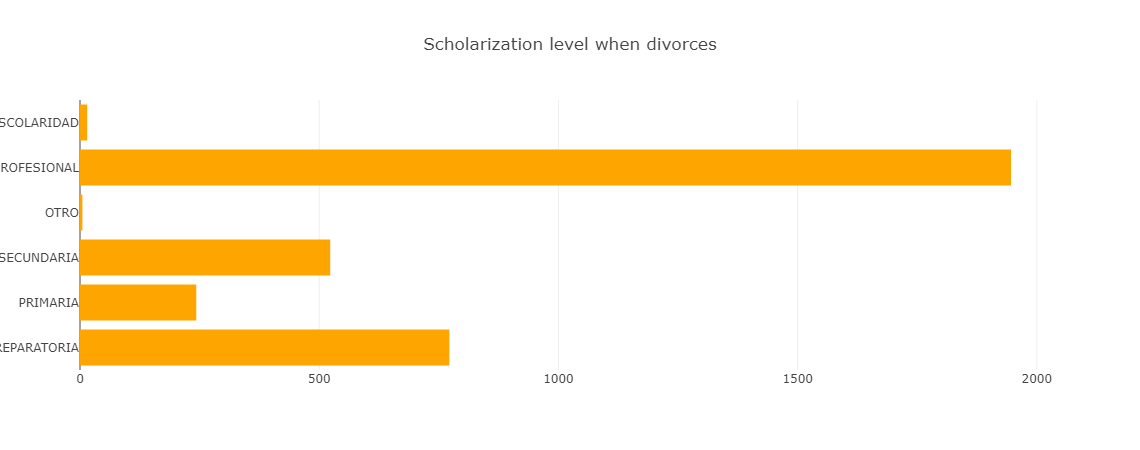 Scholarization level when divorces
SCOLARIDAD
ROFESIONAL
OTRO
SECUNDARIA
PRIMARIA
REPARATORIA
0 500 1000 1500 2000